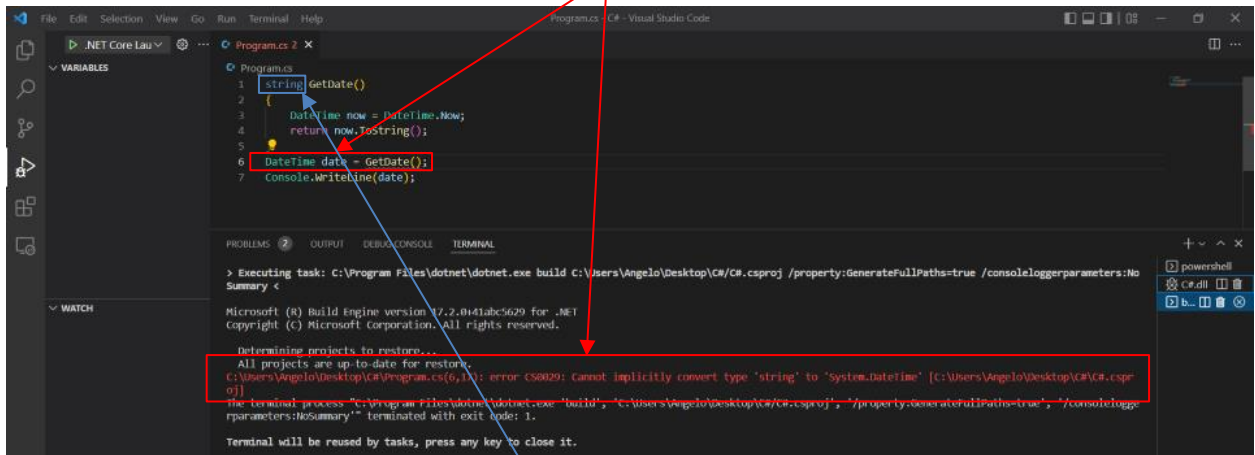 File Edit Selection View Go Run Terminal Help
Program.cs - C# - Visual Studio Code
.NET Core Lau
Program.cs 2
VARIABLES
Program.cs
1 string GetDate()
2 {
3 DateTime now = DateTime.Now;
4 return now.ToString();
5
6 DateTime date = GetDate();
7 Console.WriteLine(date);
PROBLEMS 2 OUTPUT DEBUG CONSOLE TERMINAL
powershell
C#.dll
b...
> Executing task: C:\Program Files\dotnet\dotnet.exe build C:\Users\Angelo\Desktop\C#/C#.csproj /property:GenerateFullPaths=true /consoleloggerparameters:No
Summary <
WATCH
Microsoft (R) Build Engine version 17.2.0+41abc5629 for .NET
Copyright (C) Microsoft Corporation. All rights reserved.
Determining projects to restore...
All projects are up-to-date for restore.
C:\Users\Angelo\Desktop\C#\Program.cs(6,17): error CS0029: Cannot implicitly convert type 'string' to 'System.DateTime' [C:\Users\Angelo\Desktop\C#\C#.cspr
oj]
The terminal process "C:\Program Files\dotnet\dotnet.exe 'build', 'C:\Users\Angelo\Desktop\C#/C#.csproj', '/property:GenerateFullPaths=true', '/consolelogge
rparameters:NoSummary'" terminated with exit code: 1.
Terminal will be reused by tasks, press any key to close it.